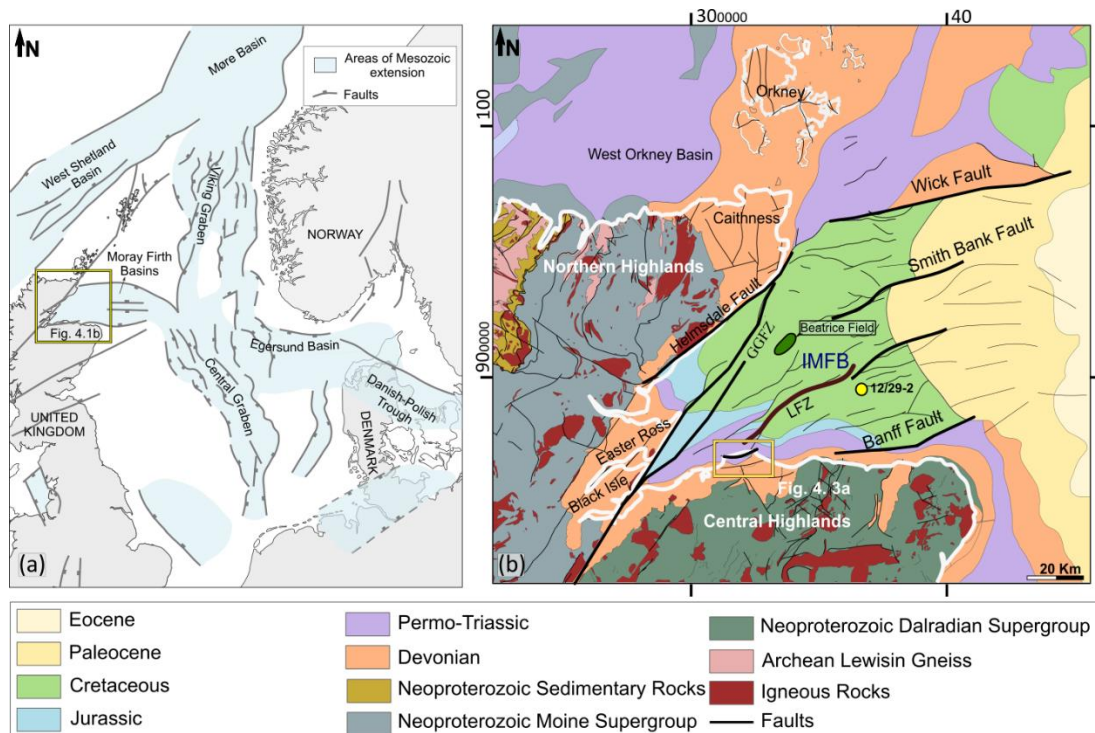 N
Møre Basin
Areas of Mesozoic
extension
Faults
West Shetland
Basin
Viking Graben
NORWAY
Moray Firth
Basins
Fig. 4.1b
Egersund Basin
Central Graben
Danish-Polish
Trough
UNITED
KINGDOM
DENMARK
(a)
300000
40
N
100
Orkney
West Orkney Basin
Wick Fault
Caithness
Smith Bank Fault
Northern Highlands
Helmsdale Fault
GGFZ
Beatrice Field
IMFB
900000
12/29-2
LFZ
Easter Ross
Banff Fault
Black Isle
Fig. 4. 3a
Central Highlands
(b)
20 Km
Eocene
Paleocene
Cretaceous
Jurassic
Permo-Triassic
Devonian
Neoproterozoic Sedimentary Rocks
Neoproterozoic Moine Supergroup
Neoproterozoic Dalradian Supergroup
Archean Lewisin Gneiss
Igneous Rocks
Faults